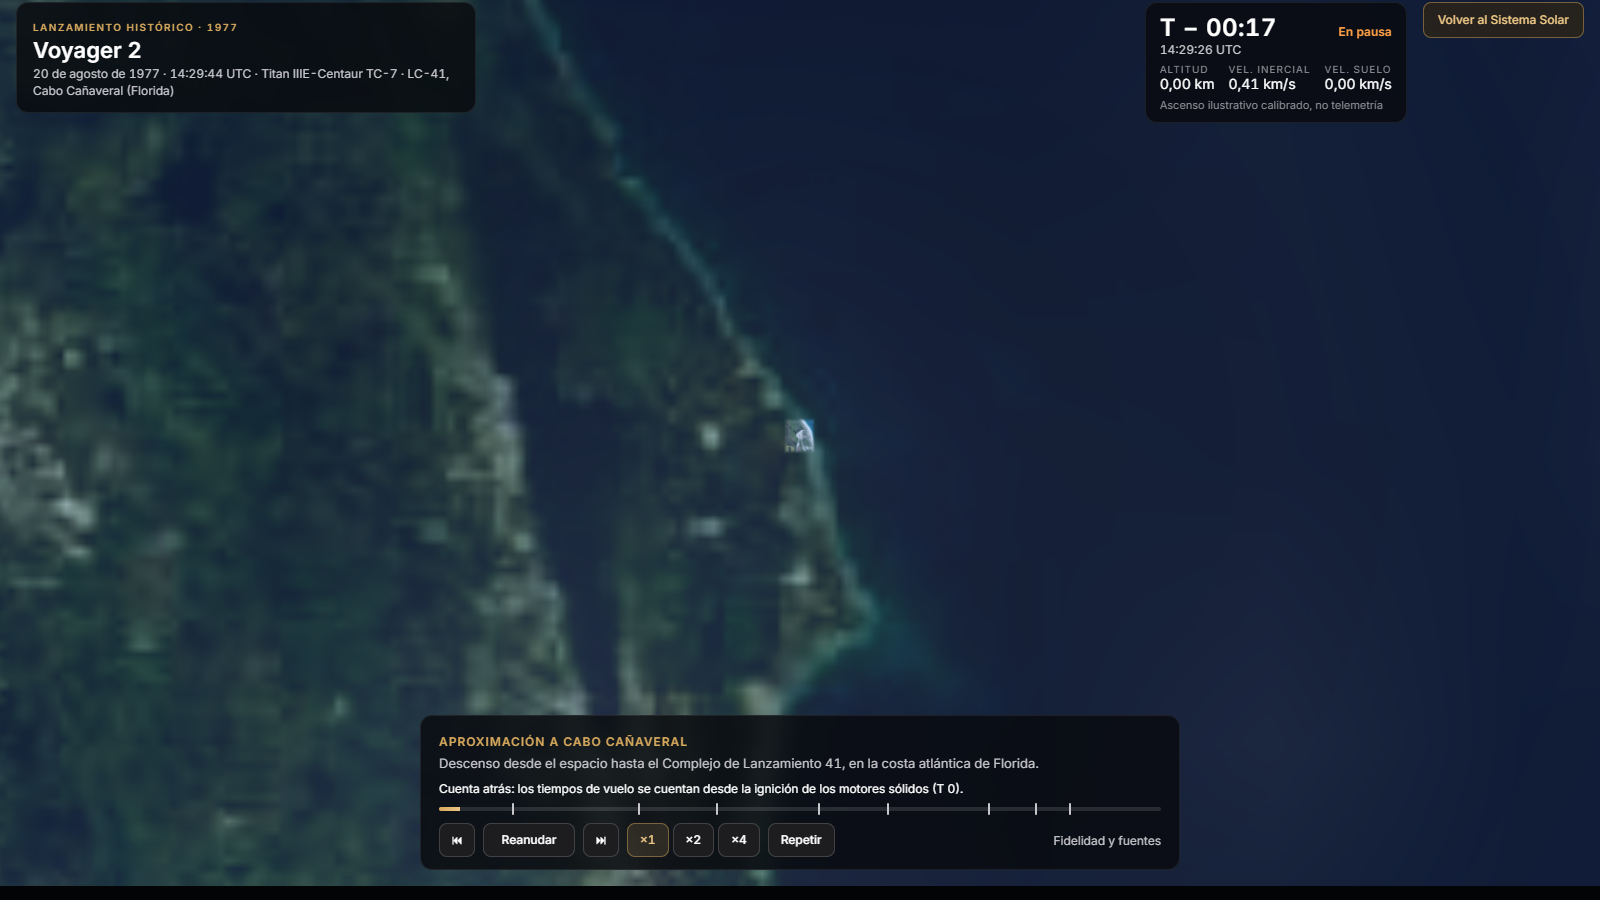 LANZAMIENTO HISTÓRICO · 1977
Voyager 2
20 de agosto de 1977 · 14:29:44 UTC · Titan IIIE-Centaur TC-7 · LC-41,
Cabo Cañaveral (Florida)
T − 00:17
En pausa
14:29:26 UTC
ALTITUD VEL. INERCIAL VEL. SUELO
0,00 km 0,41 km/s 0,00 km/s
Ascenso ilustrativo calibrado, no telemetría
Volver al Sistema Solar
APROXIMACIÓN A CABO CAÑAVERAL
Descenso desde el espacio hasta el Complejo de Lanzamiento 41, en la costa atlántica de Florida.
Cuenta atrás: los tiempos de vuelo se cuentan desde la ignición de los motores sólidos (T 0).
Reanudar ×1 ×2 ×4 Repetir Fidelidad y fuentes